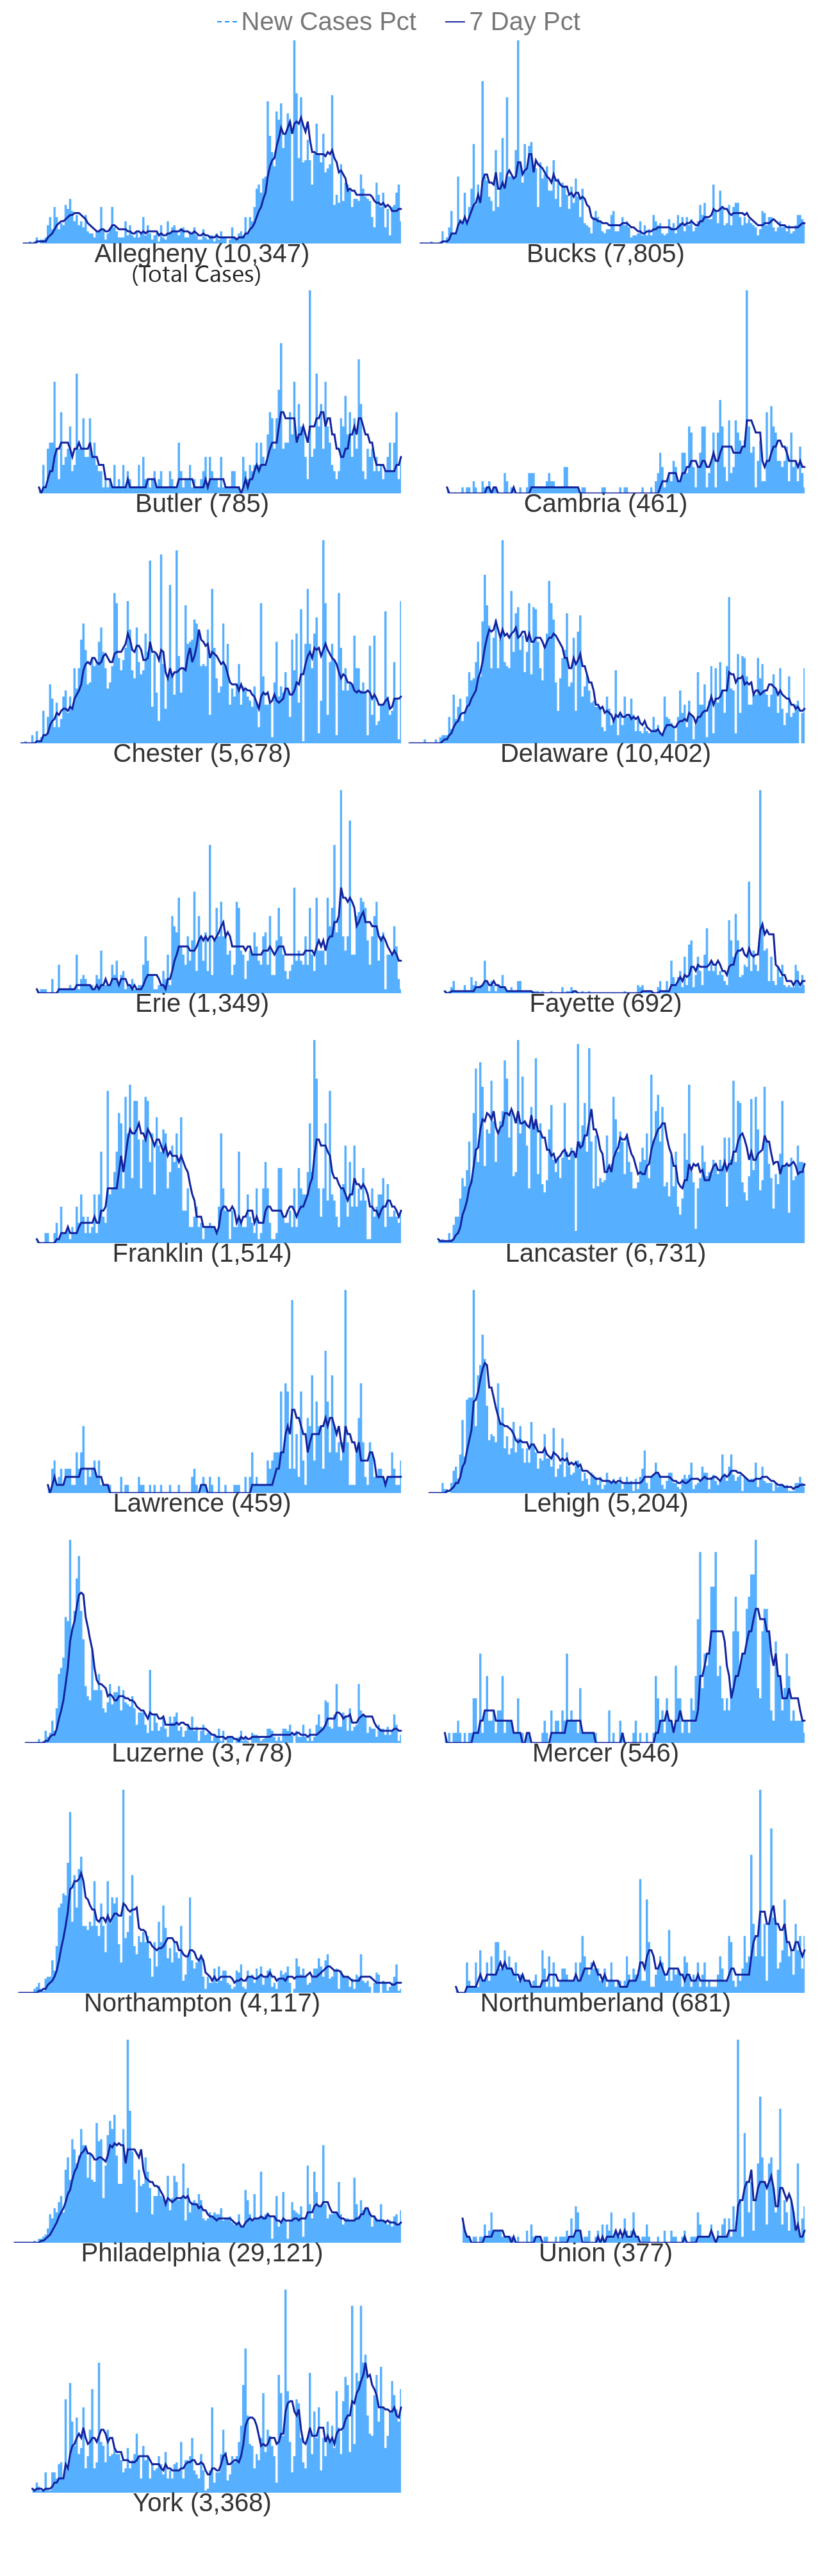 New Cases Pct 7 Day Pct
Allegheny (10,347) Bucks (7,805)
(Total Cases)
Butler (785) Cambria (461)
Chester (5,678) Delaware (10,402)
Erie (1,349) Fayette (692)
Franklin (1,514) Lancaster (6,731)
Lawrence (459) Lehigh (5,204)
Luzerne (3,778) Mercer (546)
Northampton (4,117) Northumberland (681)
Philadelphia (29,121) Union (377)
York (3,368)